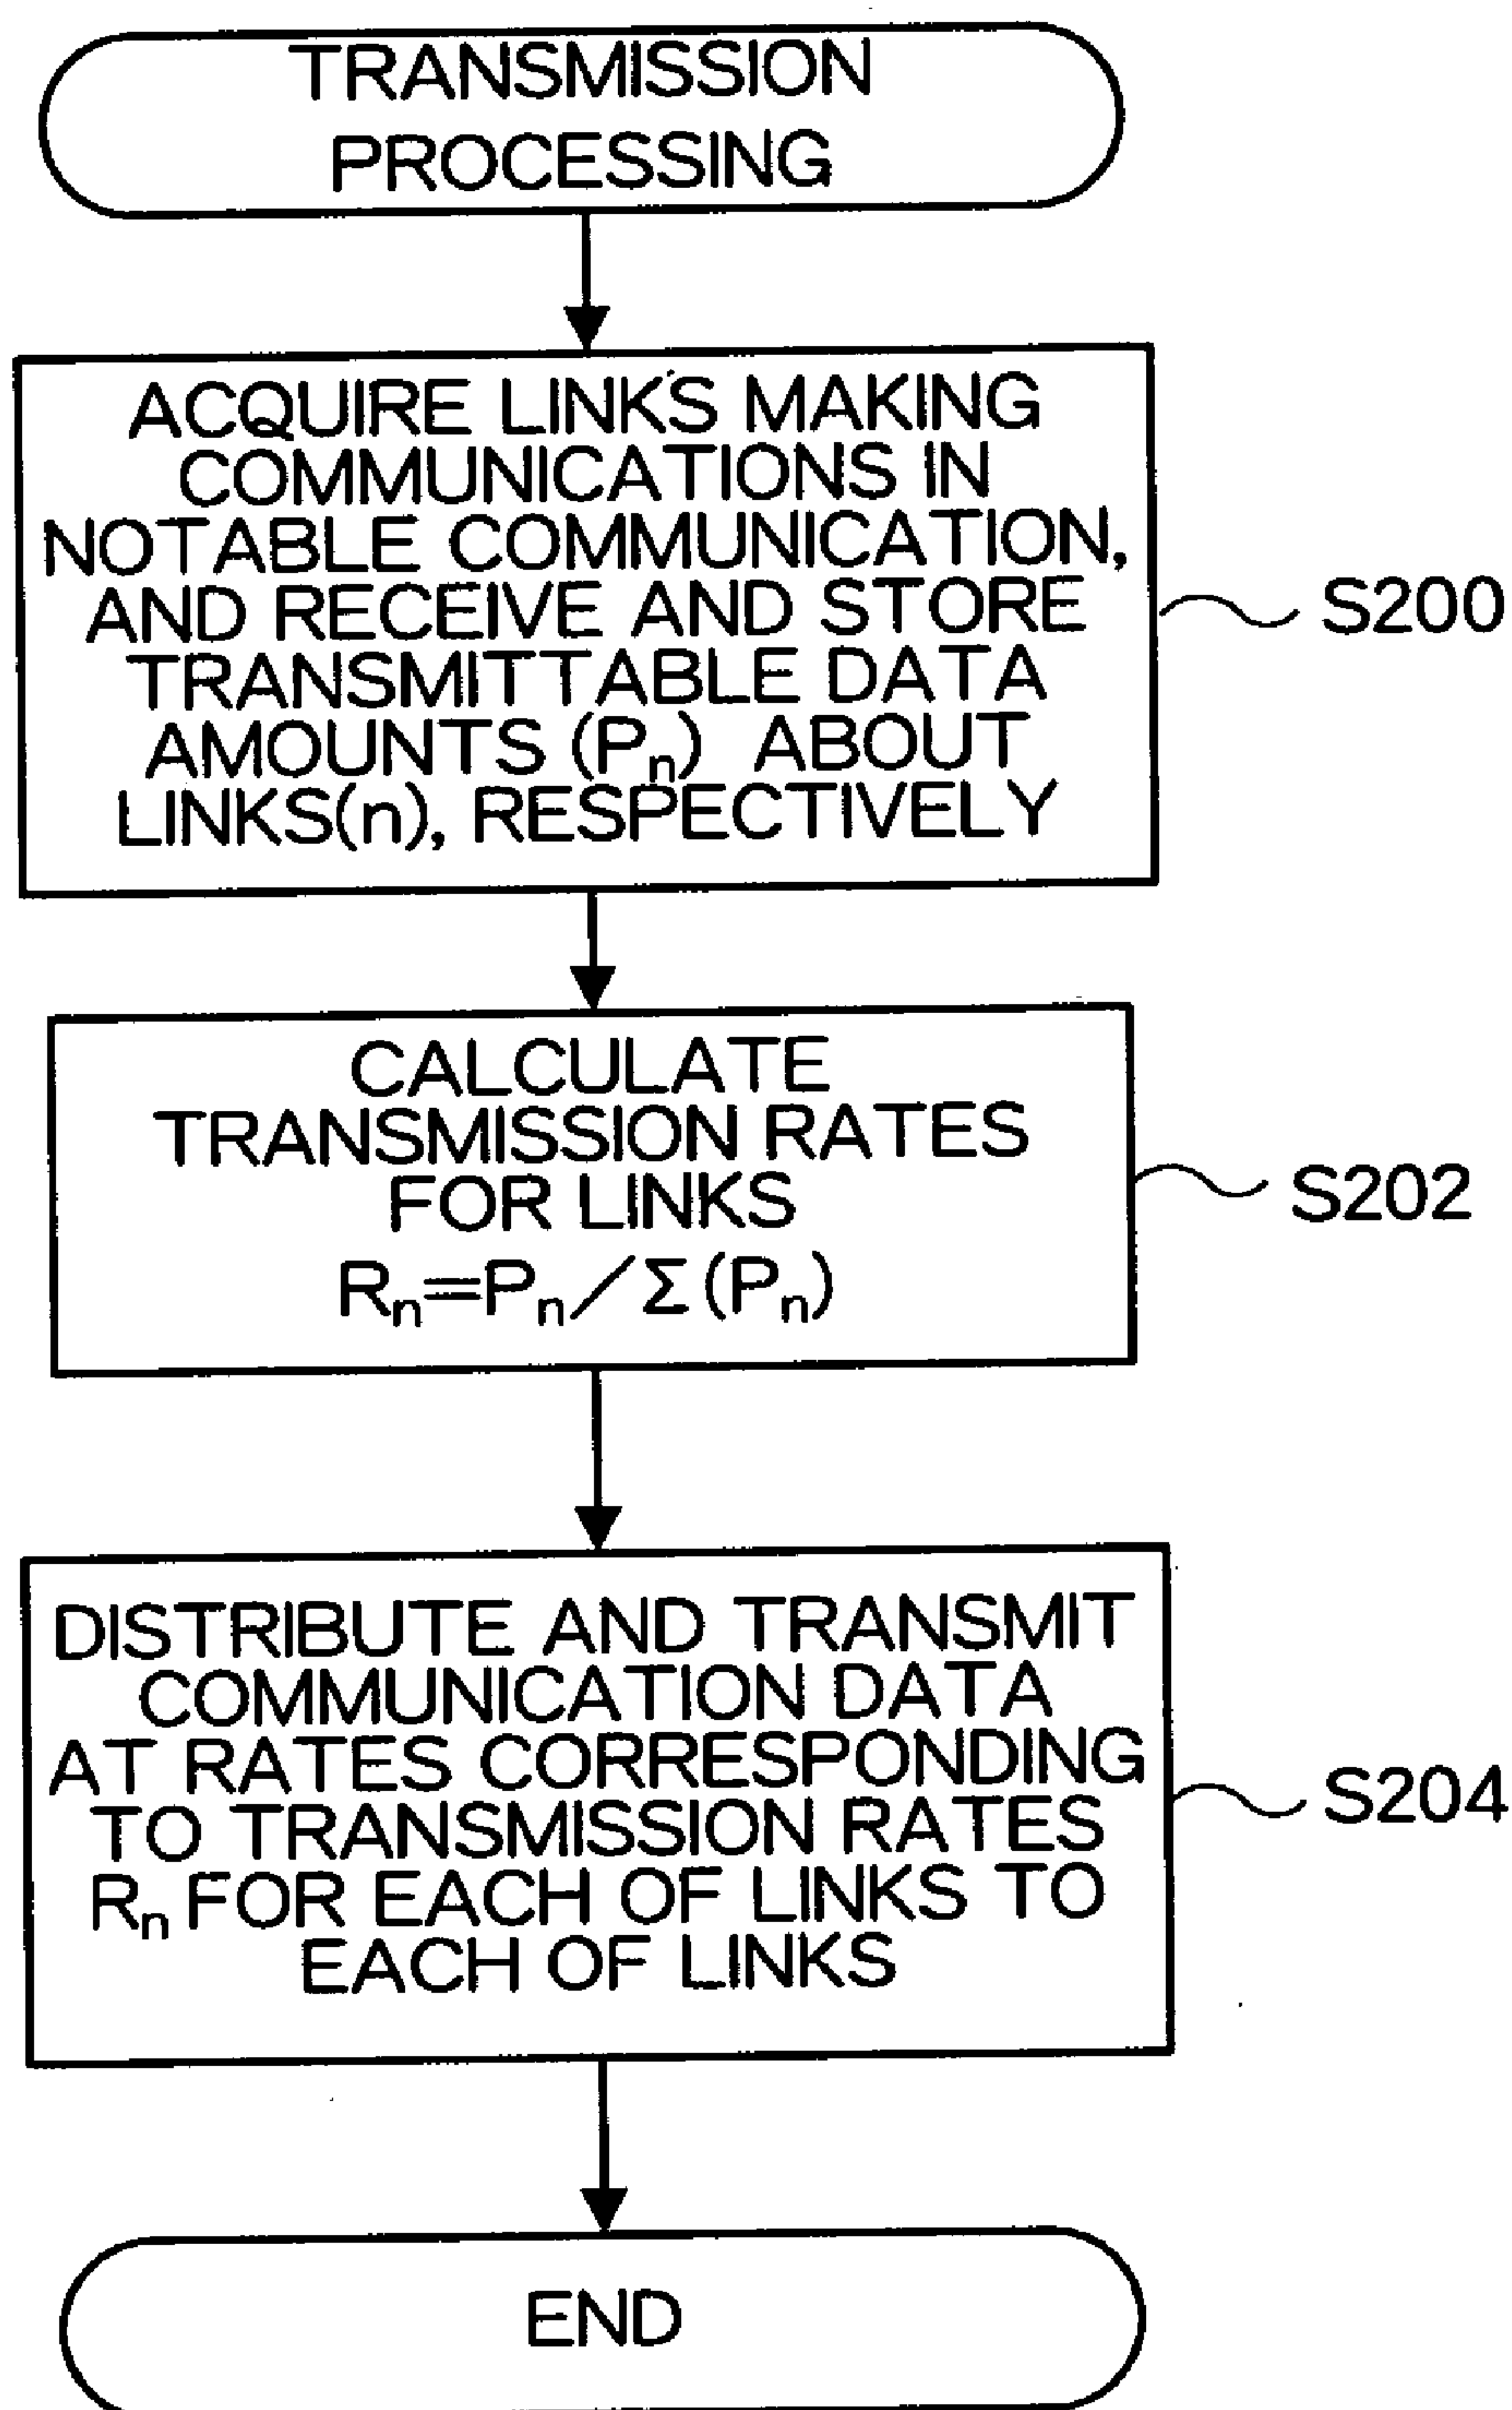 TRANSMISSION
PROCESSING
ACQUIRE LINKS MAKING
COMMUNICATIONS IN
NOTABLE COMMUNICATION,
AND RECEIVE AND STORE
TRANSMITTABLE DATA
AMOUNTS (Pn) ABOUT
LINKS(n), RESPECTIVELY
S200
CALCULATE
TRANSMISSION RATES
FOR LINKS
Rn=Pn/Σ(Pn)
S202
DISTRIBUTE AND TRANSMIT
COMMUNICATION DATA
AT RATES CORRESPONDING
TO TRANSMISSION RATES
Rn FOR EACH OF LINKS TO
EACH OF LINKS
S204
END